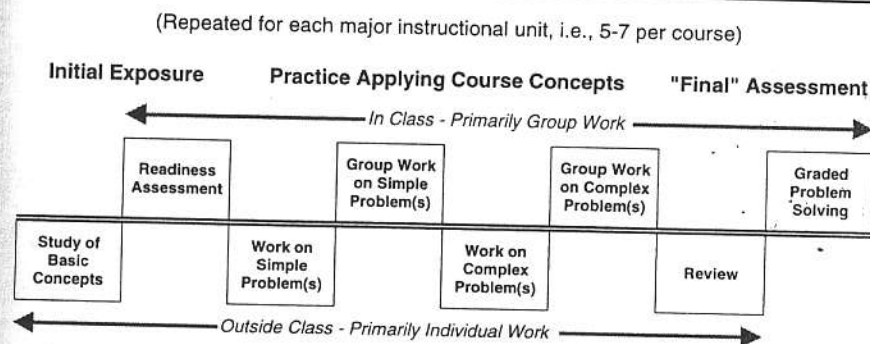 (Repeated for each major instructional unit, i.e., 5-7 per course)
Initial Exposure
Practice Applying Course Concepts
"Final" Assessment
In Class - Primarily Group Work
Readiness
Assessment
Group Work
on Simple
Problem(s)
Group Work
on Complex
Problem(s)
Graded
Problem
Solving
Study of
Basic
Concepts
Work on
Simple
Problem(s)
Work on
Complex
Problem(s)
Review
Outside Class - Primarily Individual Work